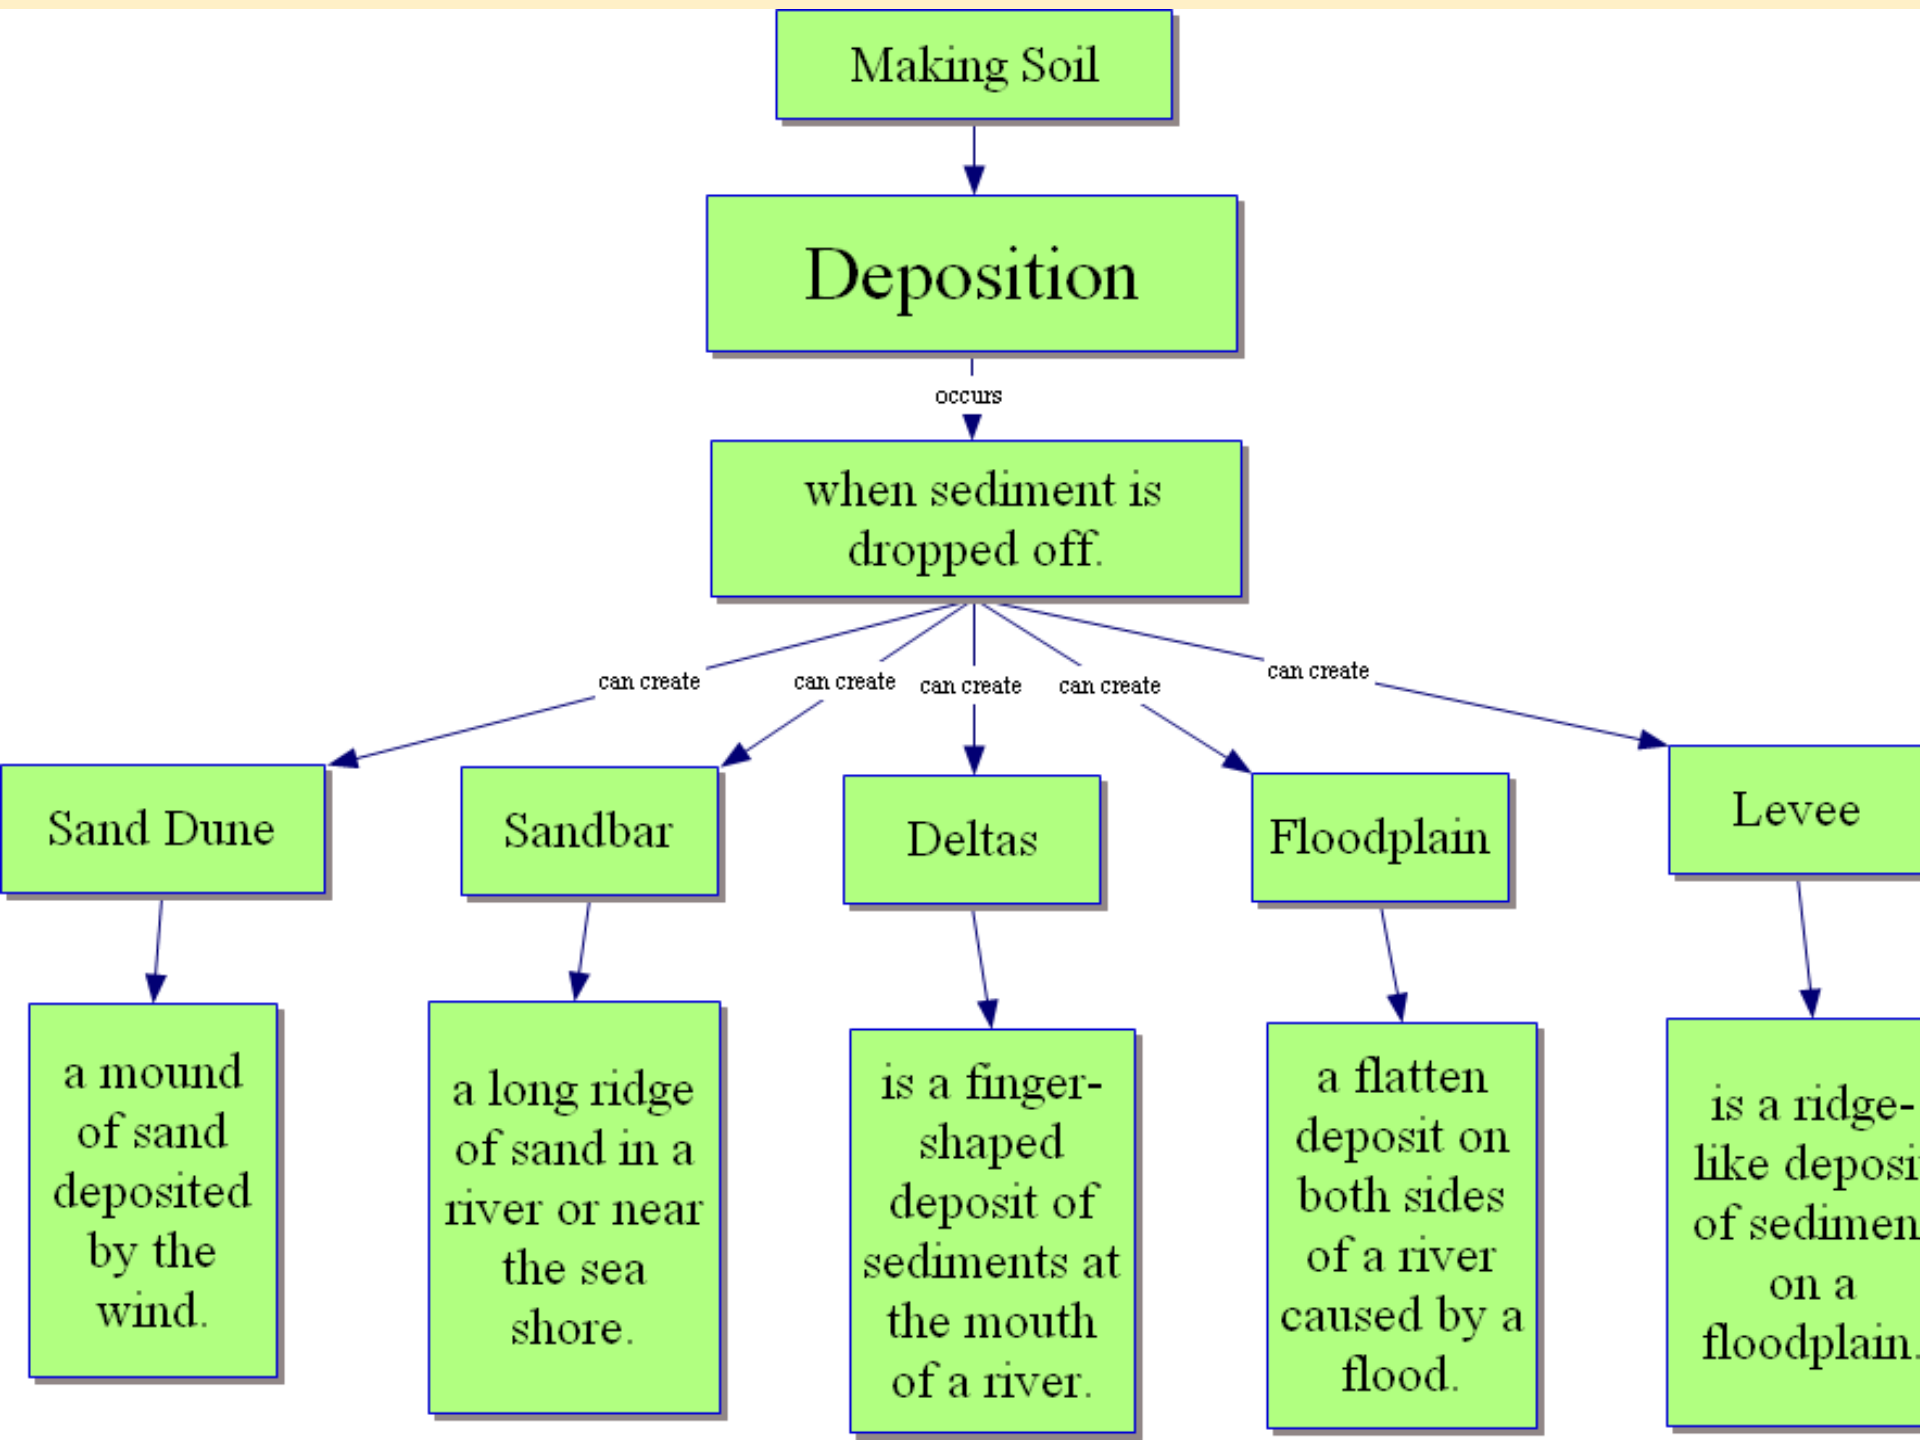 Making Soil
Deposition
occurs
when sediment is
dropped off.
can create
can create
can create
can create
can create
Sand Dune
Sandbar
Deltas
Floodplain
Levee
a mound
of sand
deposited
by the
wind.
a long ridge
of sand in a
river or near
the sea
shore.
is a finger-
shaped
deposit of
sediments at
the mouth
of a river.
a flatten
deposit on
both sides
of a river
caused by a
flood.
is a ridge-
like deposit
of sedimen
on a
floodplain.